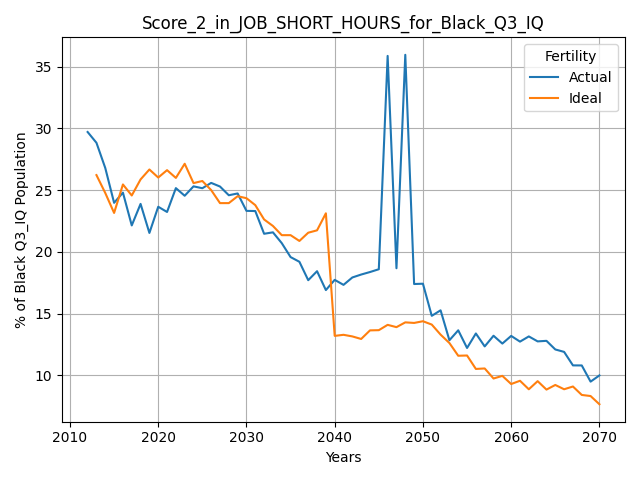 Score_2_in_JOB_SHORT_HOURS_for_Black_Q3_IQ
Fertility
Actual
Ideal
% of Black Q3_IQ Population
35
30
25
20
15
10
2010 2020 2030 2040 2050 2060 2070
Years